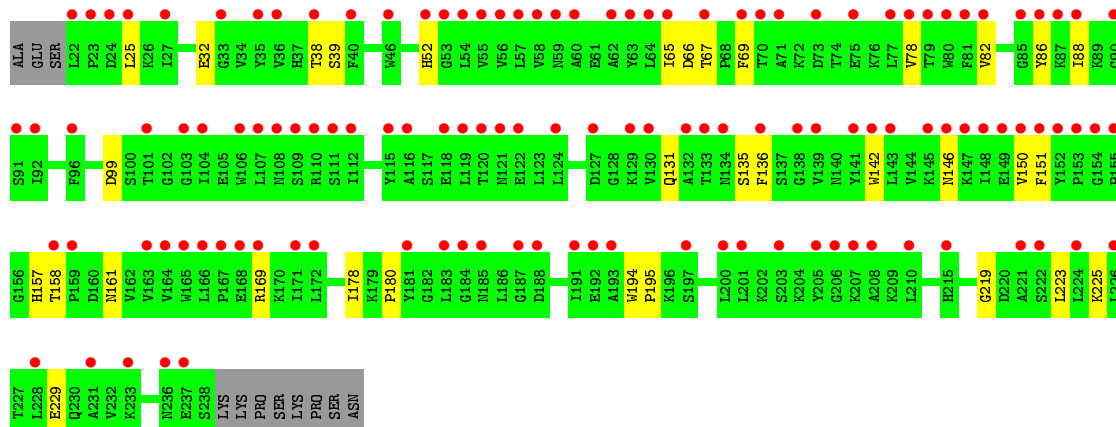 ALA GLU SER L22 P23 D24 L25 K26 I27 E32 G33 V34 Y35 V36 H37 T38 S39 F40 W46 H52 G53 L54 V55 V56 L57 V58 N59 A60 E61 A62 Y63 L64 I65 D66 T67 P68 F69 T70 A71 K72 D73 T74 E75 K76 L77 V78 T79 W80 F81 V82 G85 Y86 K87 I88 K89 G90
S91 I92 F96 D99 S100 T101 G102 G103 I104 E105 W106 L107 N108 S109 R110 S111 I112 Y115 A116 S117 E118 L119 T120 N121 E122 L123 L124 D127 G128 K129 V130 Q131 A132 T133 N134 S135 F136 S137 G138 V139 N140 Y141 W142 L143 V144 K145 N146 K147 I148 E149 V150 F151 Y152 P153 G154 P155
G156 H157 T158 P159 D160 N161 V162 V163 V164 W165 L166 P167 E168 R169 K170 I171 L172 I178 K179 P180 Y181 G182 L183 G184 N185 L186 G187 D188 I191 E192 A193 W194 P195 K196 S197 L200 L201 K202 S203 K204 Y205 G206 K207 A208 K209 L210 H215 G219 D220 A221 S222 L223 L224 K225 L226
T227 L228 E229 Q230 A231 V232 K233 N236 E237 S238 LYS LYS PRO SER LYS PRO SER ASN